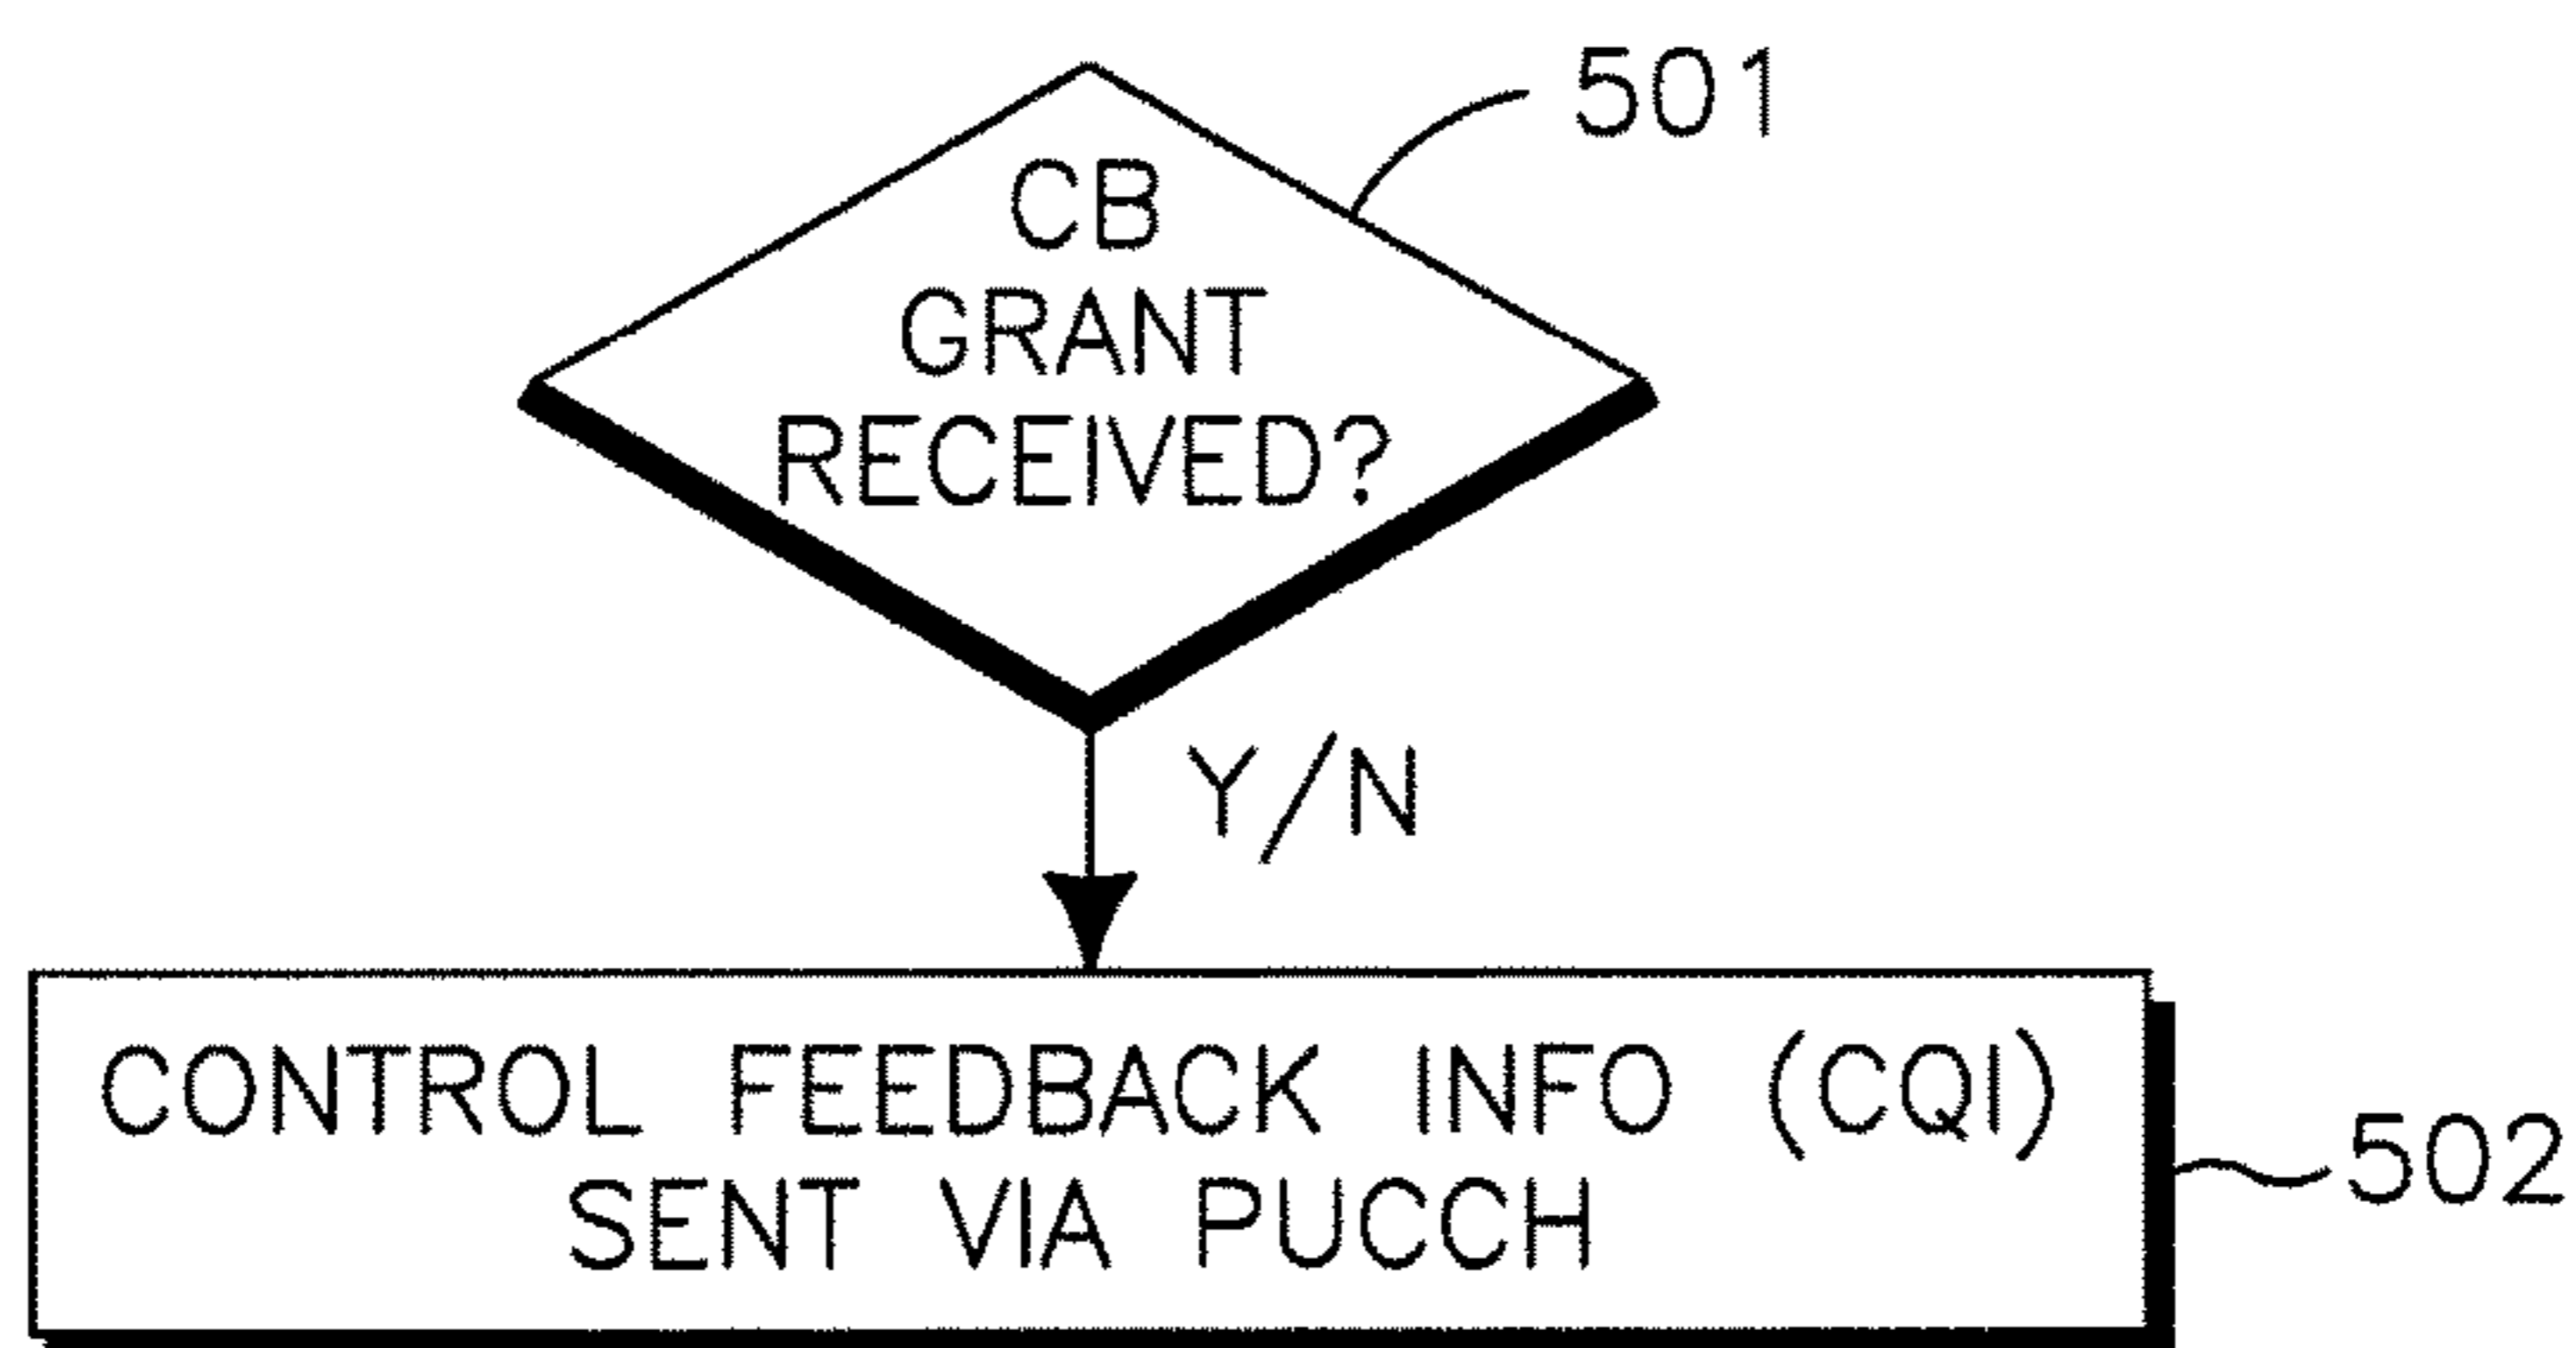 501
CB
GRANT
RECEIVED?
Y/N
CONTROL FEEDBACK INFO (CQI)
SENT VIA PUCCH
502